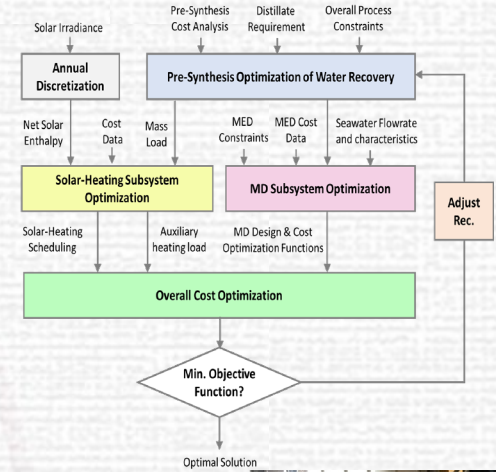 Solar Irradiance
Pre-Synthesis
Cost Analysis
Distillate
Requirement
Overall Process
Constraints
Annual
Discretization
Pre-Synthesis Optimization of Water Recovery
Net Solar
Enthalpy
Cost
Data
Mass
Load
MED
Constraints
MED Cost
Data
Seawater Flowrate
and characteristics
Solar-Heating Subsystem
Optimization
MD Subsystem Optimization
Adjust
Rec.
Solar-Heating
Scheduling
Auxiliary
heating load
MD Design & Cost
Optimization Functions
Overall Cost Optimization
Min. Objective
Function?
Optimal Solution